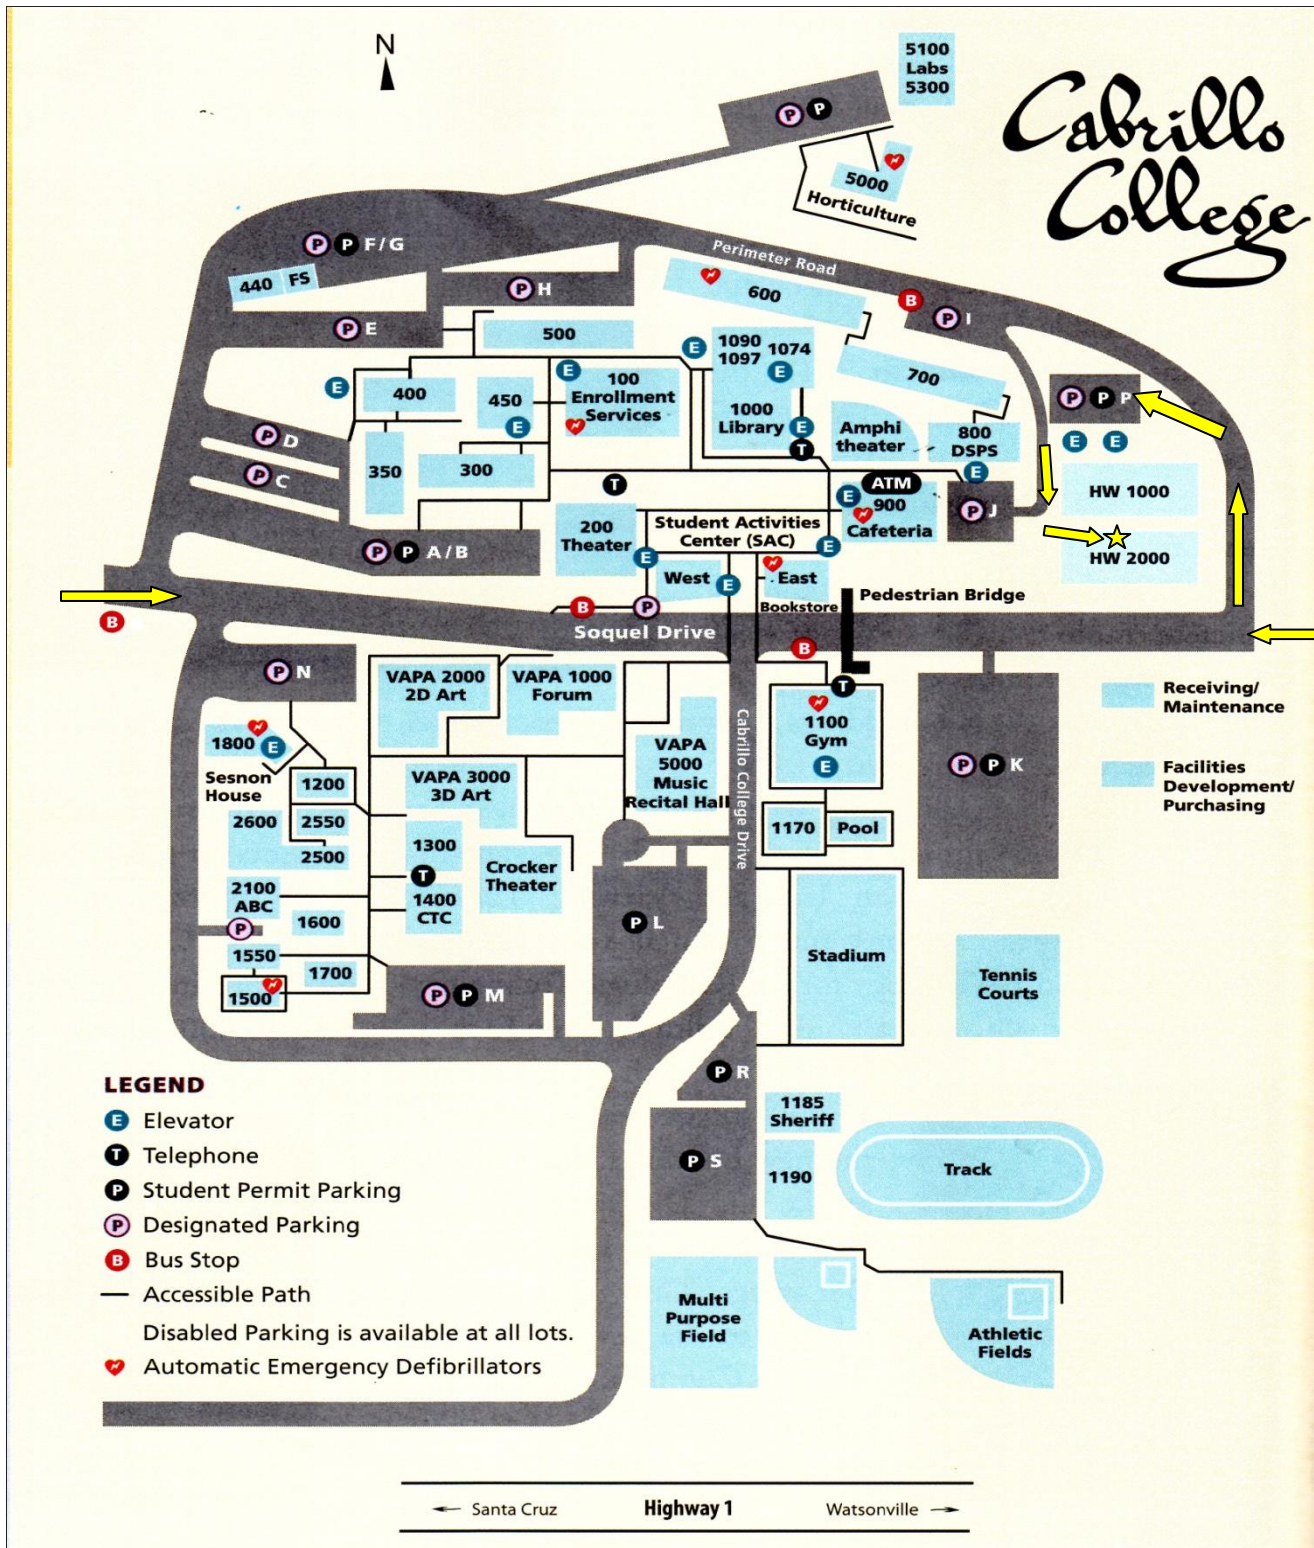 N
Cabrillo
College
5100
Labs
5300
P P
5000
Horticulture
Perimeter Road
P P F/G
440 FS
P H
P E
500
600
B
P I
E
1090
1097
1074
E
700
P P P
E E
E
400
450
E
E
100
Enrollment
Services
1000
Library
E
T
Amphi
theater
800
DSPS
E
P D
P C
350
300
T
ATM
E
900
Cafeteria
P J
HW 1000
HW 2000
P P A/B
200
Theater
Student Activities
Center (SAC)
E
E
West
E
East
Bookstore
Pedestrian Bridge
B
B P
Soquel Drive
B
P N
VAPA 2000
2D Art
VAPA 1000
Forum
T
1100
Gym
E
Cabrillo College Drive
VAPA
5000
Music
Recital Hall
P P K
Receiving/
Maintenance
Facilities
Development/
Purchasing
1800 E
Sesnon
House
1200
VAPA 3000
3D Art
2600
2550
2500
1300
T
1400
CTC
Crocker
Theater
1170
Pool
2100
ABC
P
1600
1550
1700
1500
P P M
P L
Stadium
Tennis
Courts
P R
1185
Sheriff
P S
1190
Track
LEGEND
E Elevator
T Telephone
P Student Permit Parking
P Designated Parking
B Bus Stop
Accessible Path
Disabled Parking is available at all lots.
Automatic Emergency Defibrillators
Multi
Purpose
Field
Athletic
Fields
Santa Cruz Highway 1 Watsonville